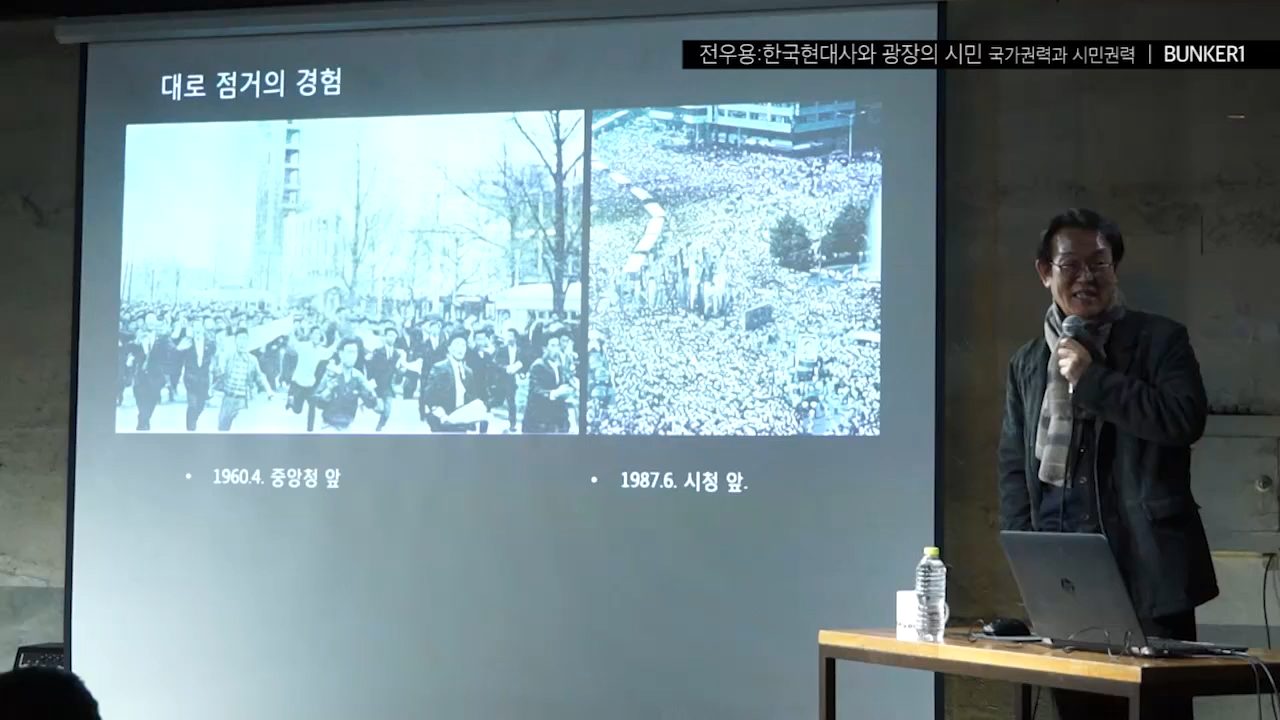 전우용:한국현대사와 광장의 시민 국가권력과 시민권력 | BUNKER1
대로 점거의 경험
• 1960.4. 중앙청 앞
• 1987.6. 시청 앞.
hp